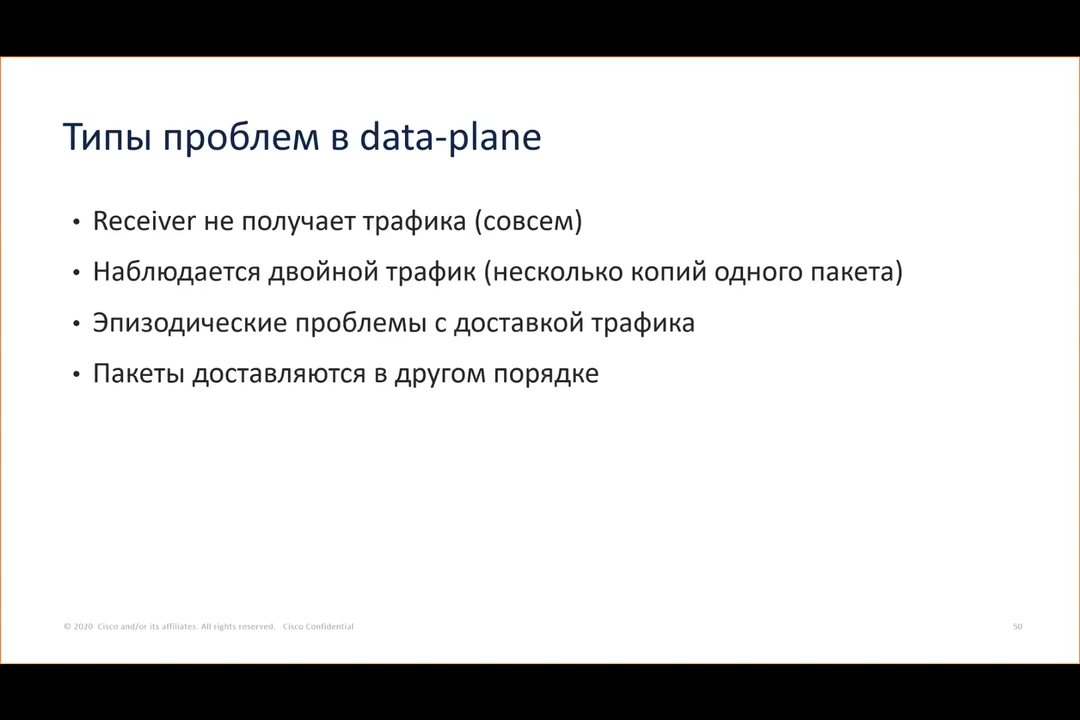 Типы проблем в data-plane
• Receiver не получает трафика (совсем)
• Наблюдается двойной трафик (несколько копий одного пакета)
• Эпизодические проблемы с доставкой трафика
• Пакеты доставляются в другом порядке
© 2020 Cisco and/or its affiliates. All rights reserved. Cisco Confidential
50